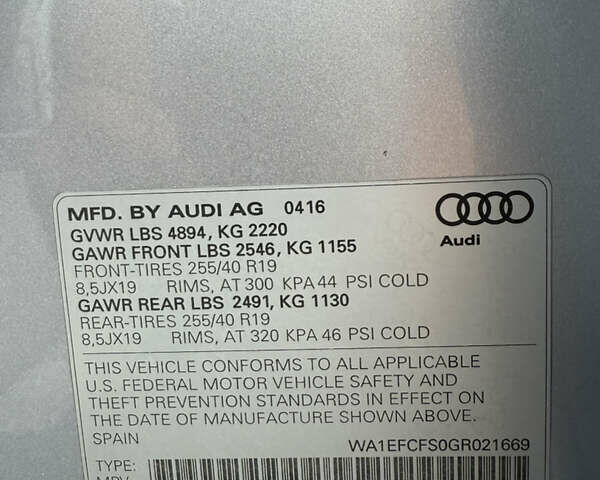 MFD. BY AUDI AG 0416
GVWR LBS 4894, KG 2220
GAWR FRONT LBS 2546, KG 1155
FRONT-TIRES 255/40 R19
8,5JX19 RIMS, AT 300 KPA 44 PSI COLD
GAWR REAR LBS 2491, KG 1130
REAR-TIRES 255/40 R19
8,5JX19 RIMS, AT 320 KPA 46 PSI COLD
Audi
THIS VEHICLE CONFORMS TO ALL APPLICABLE
U.S. FEDERAL MOTOR VEHICLE SAFETY AND
THEFT PREVENTION STANDARDS IN EFFECT ON
THE DATE OF MANUFACTURE SHOWN ABOVE.
SPAIN WA1EFCFS0GR021669
TYPE:
MPV